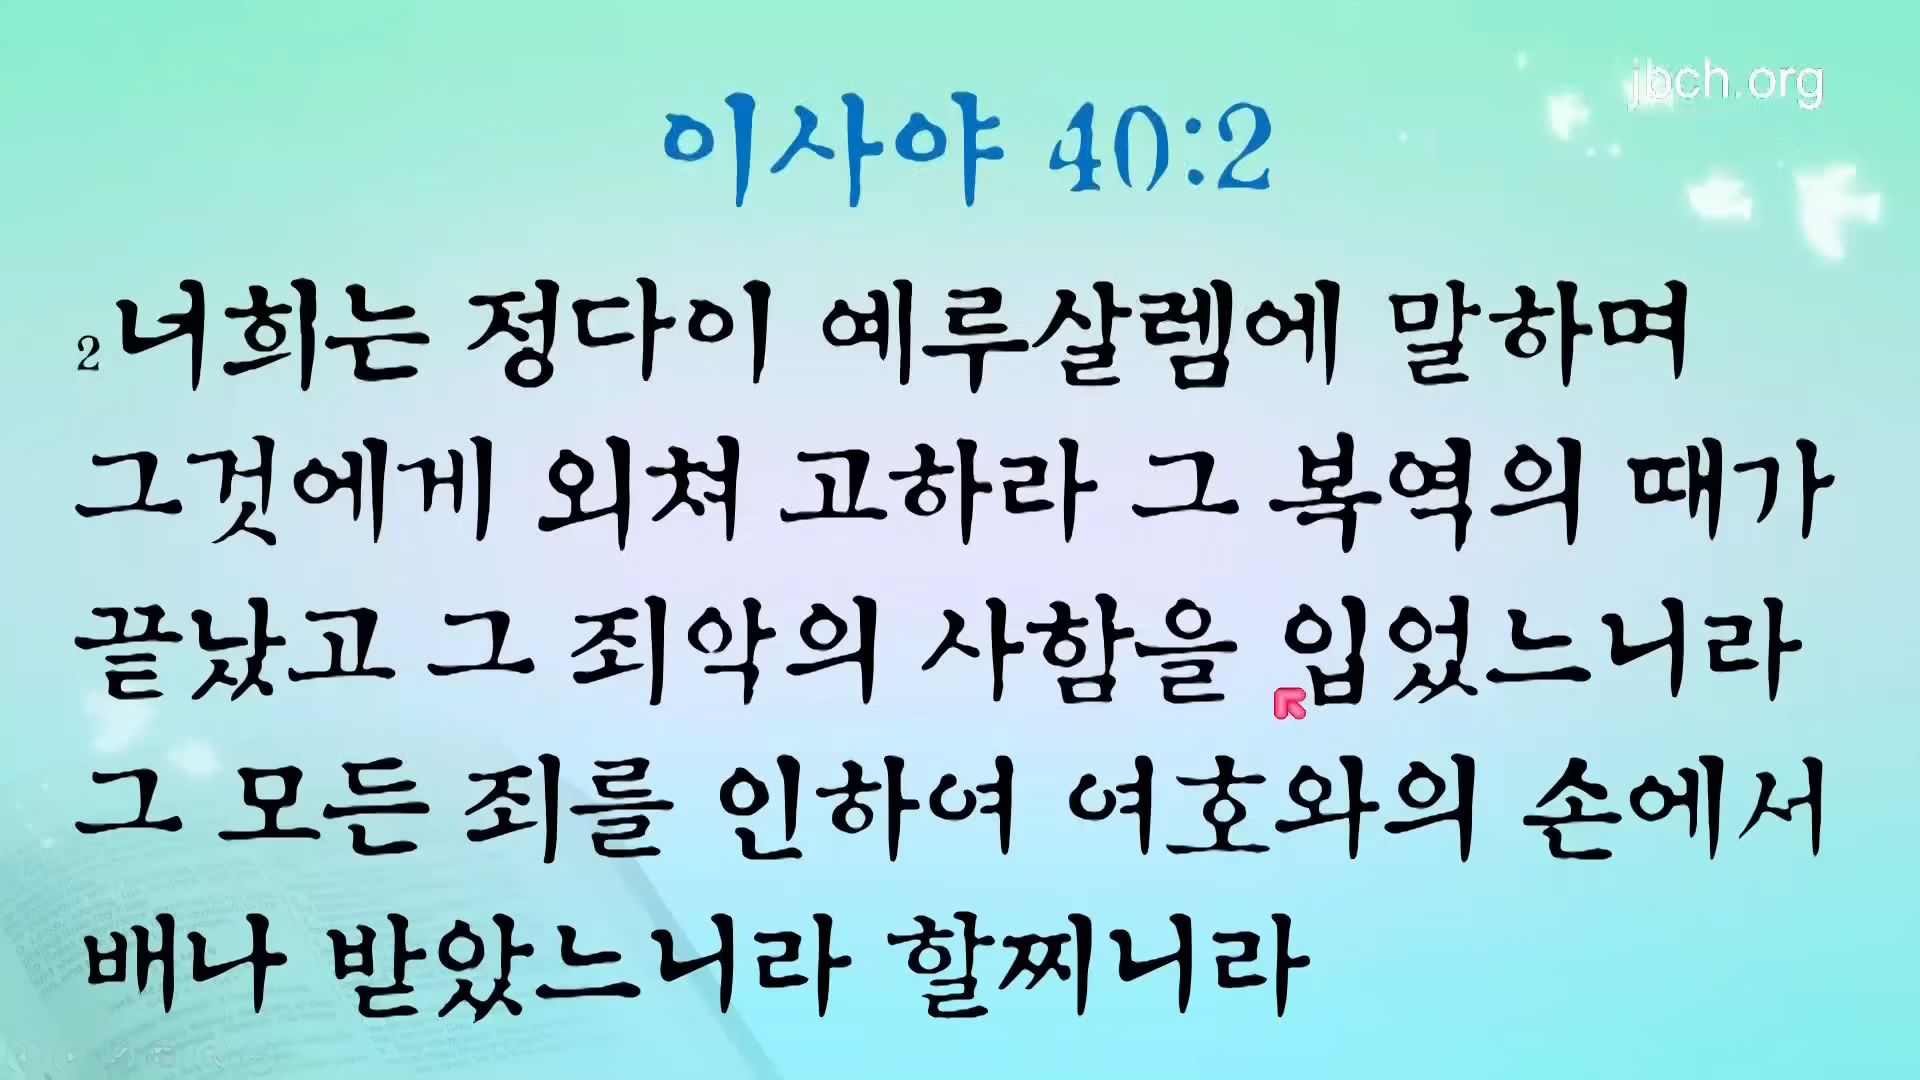 jbch.org
이사야 40:2
2너희는 정다이 예루살렘에 말하며
그것에게 외쳐 고하라 그 복역의 때가
끝났고 그 죄악의 사함을 입었느니라
그 모든 죄를 인하여 여호와의 손에서
배나 받았느니라 할찌니라